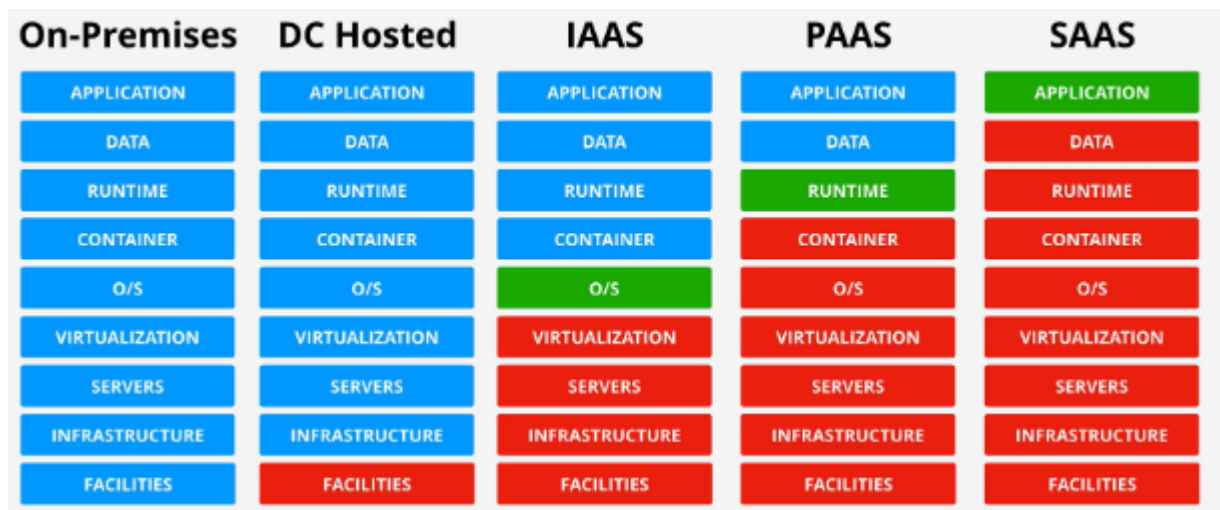 On-Premises DC Hosted IAAS PAAS SAAS
APPLICATION APPLICATION APPLICATION APPLICATION APPLICATION
DATA DATA DATA DATA DATA
RUNTIME RUNTIME RUNTIME RUNTIME RUNTIME
CONTAINER CONTAINER CONTAINER CONTAINER CONTAINER
O/S O/S O/S O/S O/S
VIRTUALIZATION VIRTUALIZATION VIRTUALIZATION VIRTUALIZATION VIRTUALIZATION
SERVERS SERVERS SERVERS SERVERS SERVERS
INFRASTRUCTURE INFRASTRUCTURE INFRASTRUCTURE INFRASTRUCTURE INFRASTRUCTURE
FACILITIES FACILITIES FACILITIES FACILITIES FACILITIES